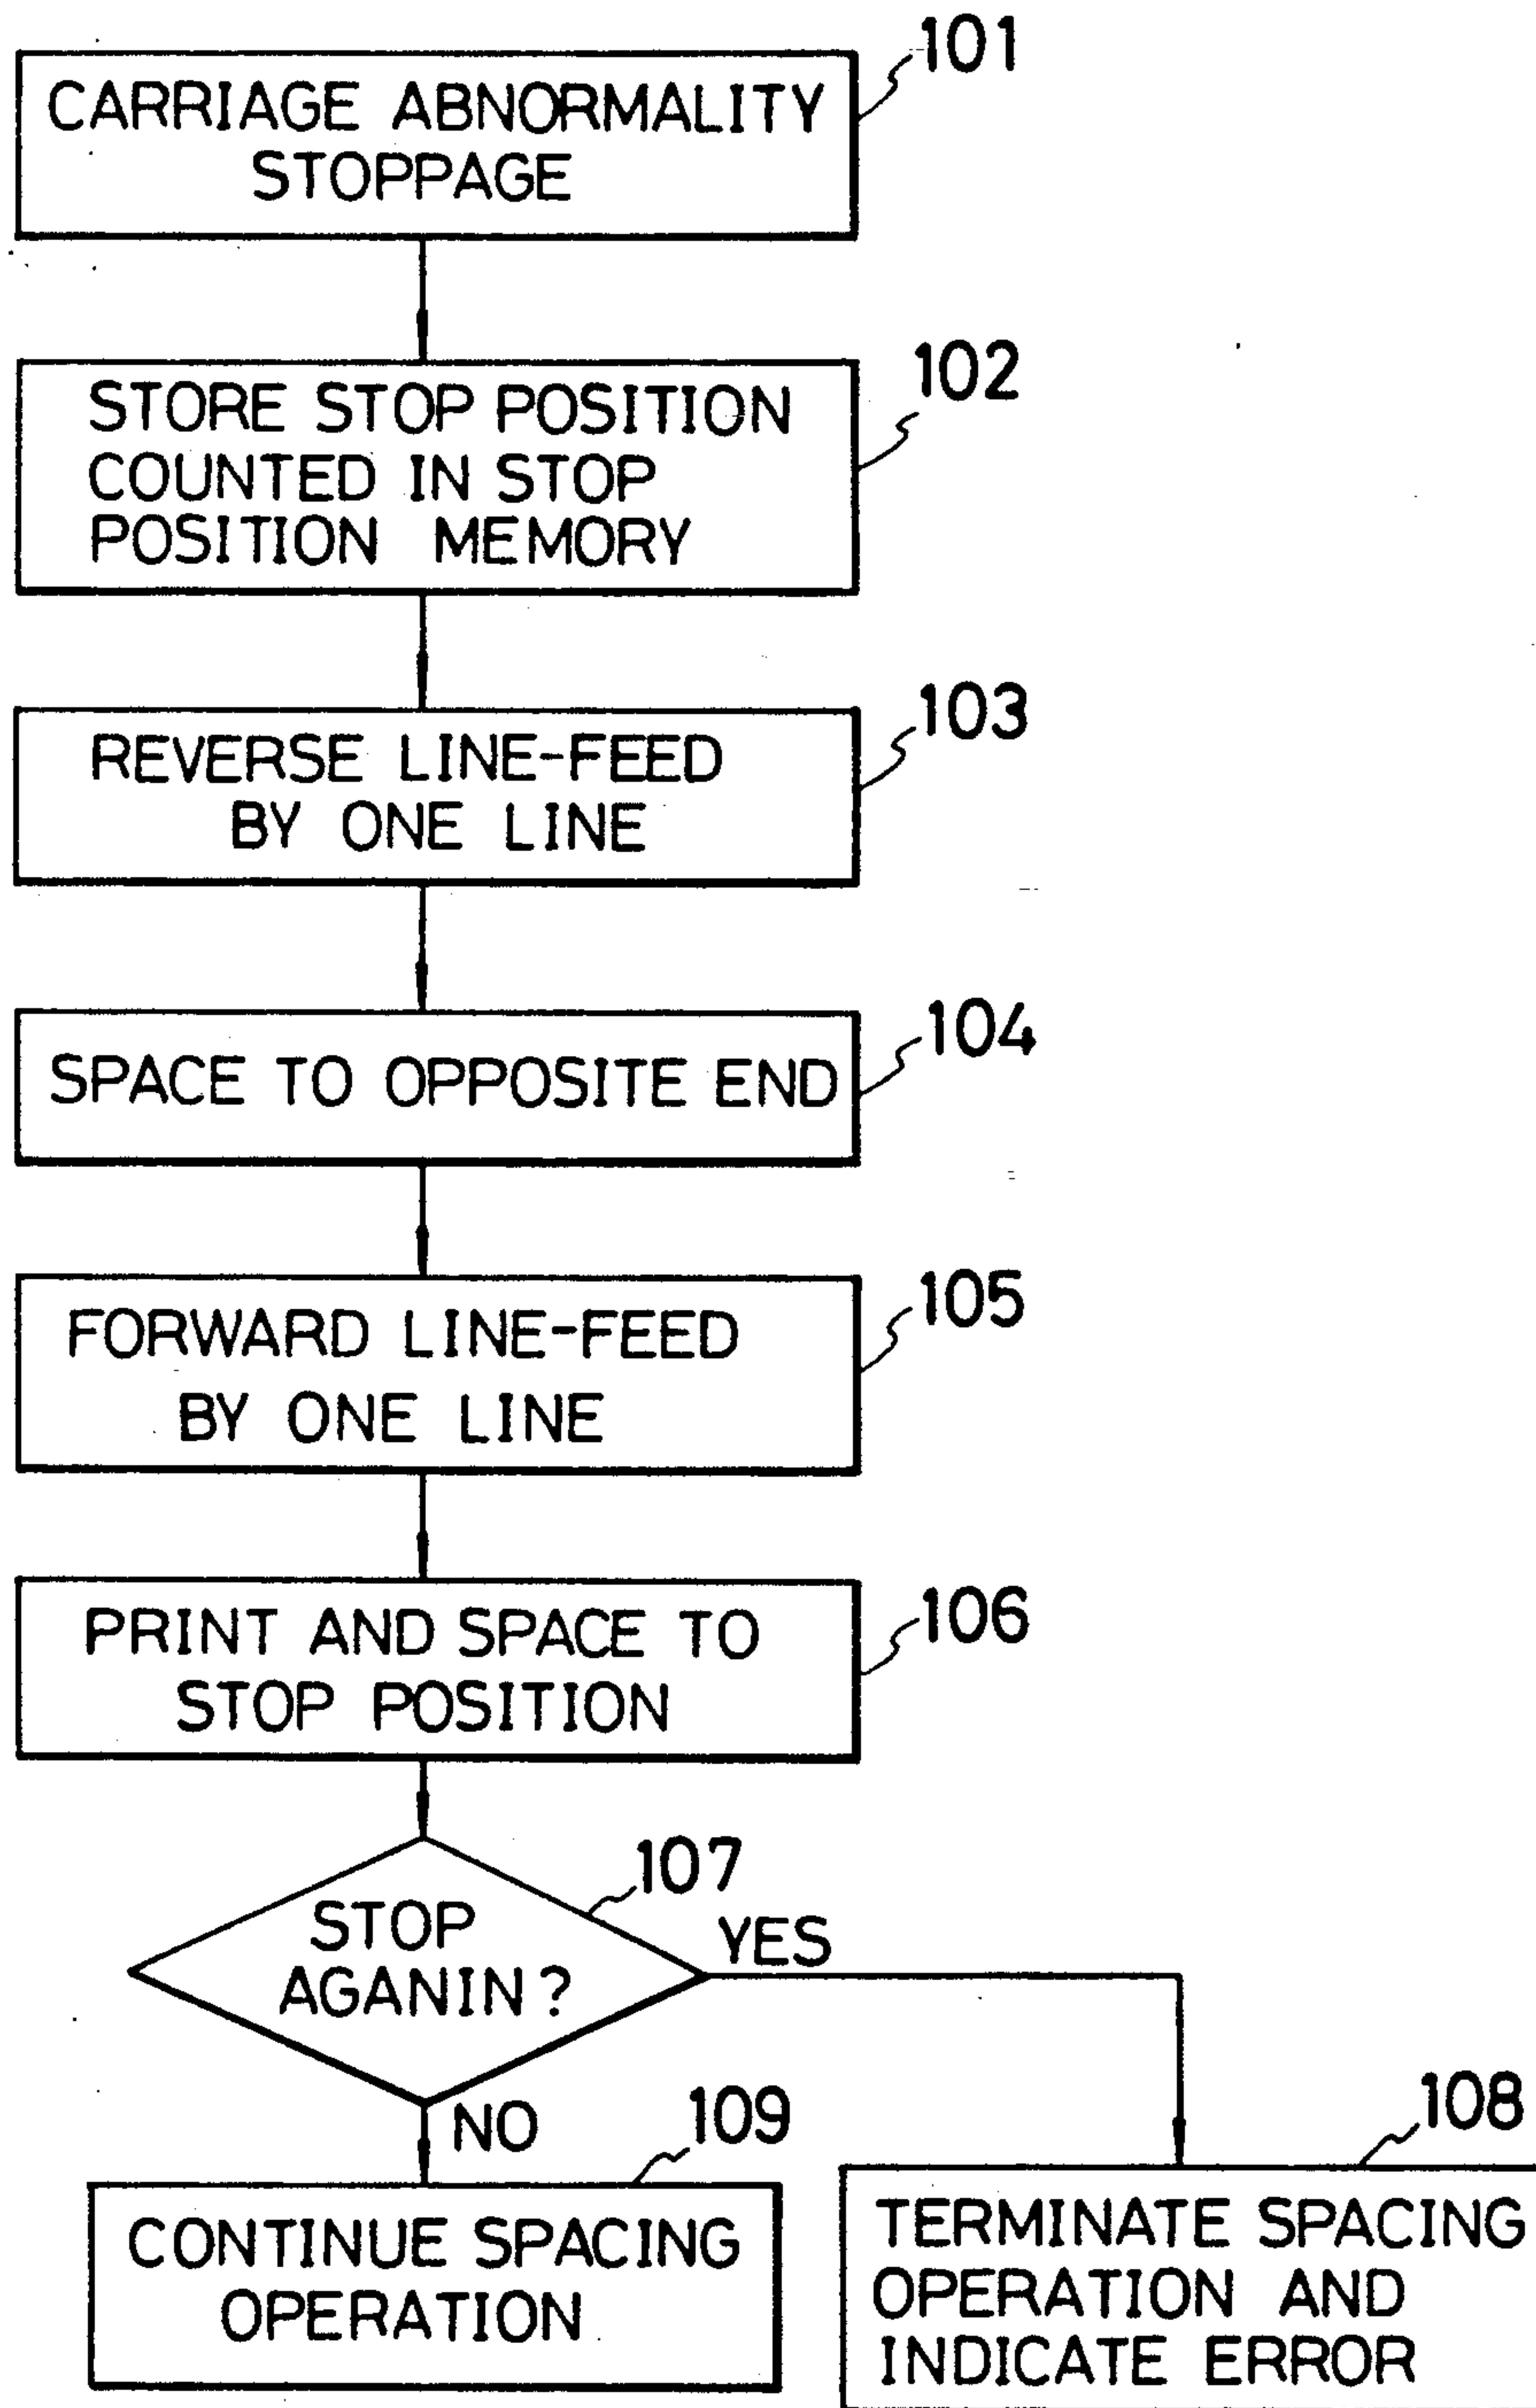 101
CARRIAGE ABNORMALITY
STOPPAGE
102
STORE STOP POSITION
COUNTED IN STOP
POSITION MEMORY
103
REVERSE LINE-FEED
BY ONE LINE
104
SPACE TO OPPOSITE END
105
FORWARD LINE-FEED
BY ONE LINE
106
PRINT AND SPACE TO
STOP POSITION
107
STOP
AGANIN?
YES
NO
109
108
CONTINUE SPACING
OPERATION
TERMINATE SPACING
OPERATION AND
INDICATE ERROR